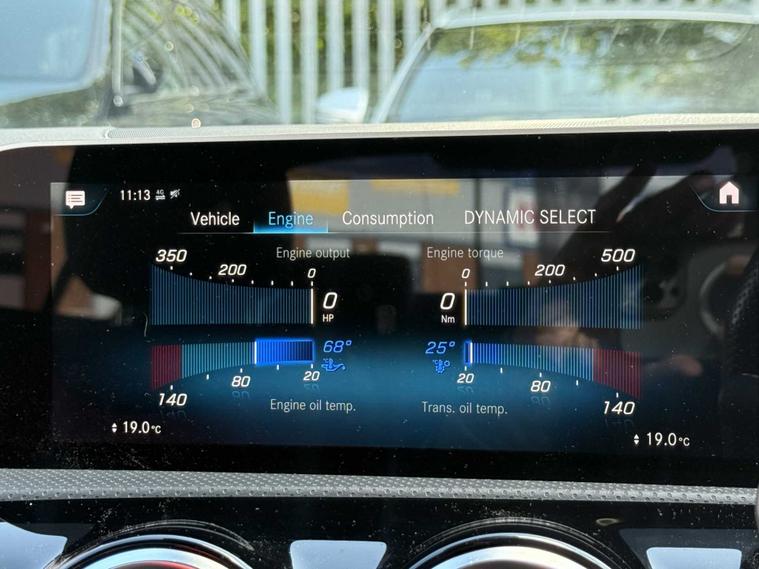 11:13 4G
Vehicle Engine Consumption DYNAMIC SELECT
Engine output Engine torque
350 200 0 0 200 500
0 0
HP Nm
68° 25°
°C °C
140 80 20 20 80 140
Engine oil temp. Trans. oil temp.
19.0°C 19.0°C